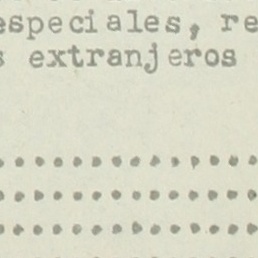 especiales, re
s extranjeros
. . . . . . . . . . . . . .
. . . . . . . . . . . . . .
. . . . . . . . . . . . . .